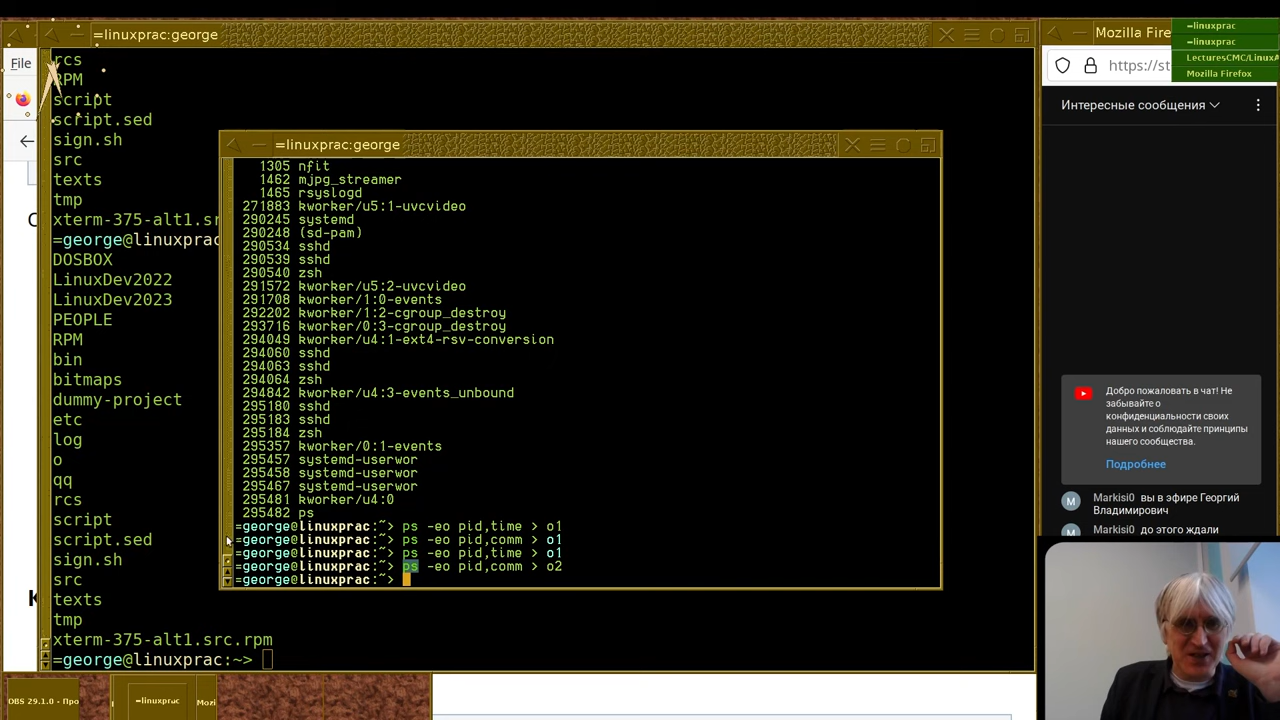 =linuxprac:george
File
rcs
RPM
script
script.sed
sign.sh
src
texts
tmp
xterm-375-alt1.sr
=george@linuxprac
DOSBOX
LinuxDev2022
LinuxDev2023
PEOPLE
RPM
bin
bitmaps
dummy-project
etc
log
o
qq
rcs
script
script.sed
sign.sh
src
texts
tmp
xterm-375-alt1.src.rpm
=george@linuxprac:~>
=linuxprac:george
1305 nfit
1462 mjpg_streamer
1465 rsyslogd
271883 kworker/u5:1-uvcvideo
290245 systemd
290248 (sd-pam)
290534 sshd
290539 sshd
290540 zsh
291572 kworker/u5:2-uvcvideo
291708 kworker/1:0-events
292202 kworker/1:2-cgroup_destroy
293716 kworker/0:3-cgroup_destroy
294049 kworker/u4:1-ext4-rsv-conversion
294060 sshd
294063 sshd
294064 zsh
294842 kworker/u4:3-events_unbound
295180 sshd
295183 sshd
295184 zsh
295357 kworker/0:1-events
295457 systemd-userwor
295458 systemd-userwor
295467 systemd-userwor
295481 kworker/u4:0
295482 ps
=george@linuxprac:~> ps -eo pid,time > o1
=george@linuxprac:~> ps -eo pid,comm > o1
=george@linuxprac:~> ps -eo pid,time > o1
=george@linuxprac:~> ps -eo pid,comm > o2
=george@linuxprac:~>
Mozilla Fire
=linuxprac
=linuxprac
LecturesCMC/LinuxA
Mozilla Firefox
https://st
Интересные сообщения
Добро пожаловать в чат! Не
забывайте о
конфиденциальности своих
данных и соблюдайте принципы
нашего сообщества.
Подробнее
M
Markisi0 вы в эфире Георгий
Владимирович
Markisi0 до этого ждали
DBS 29.1.0 - Про
=linuxprac
Mozi